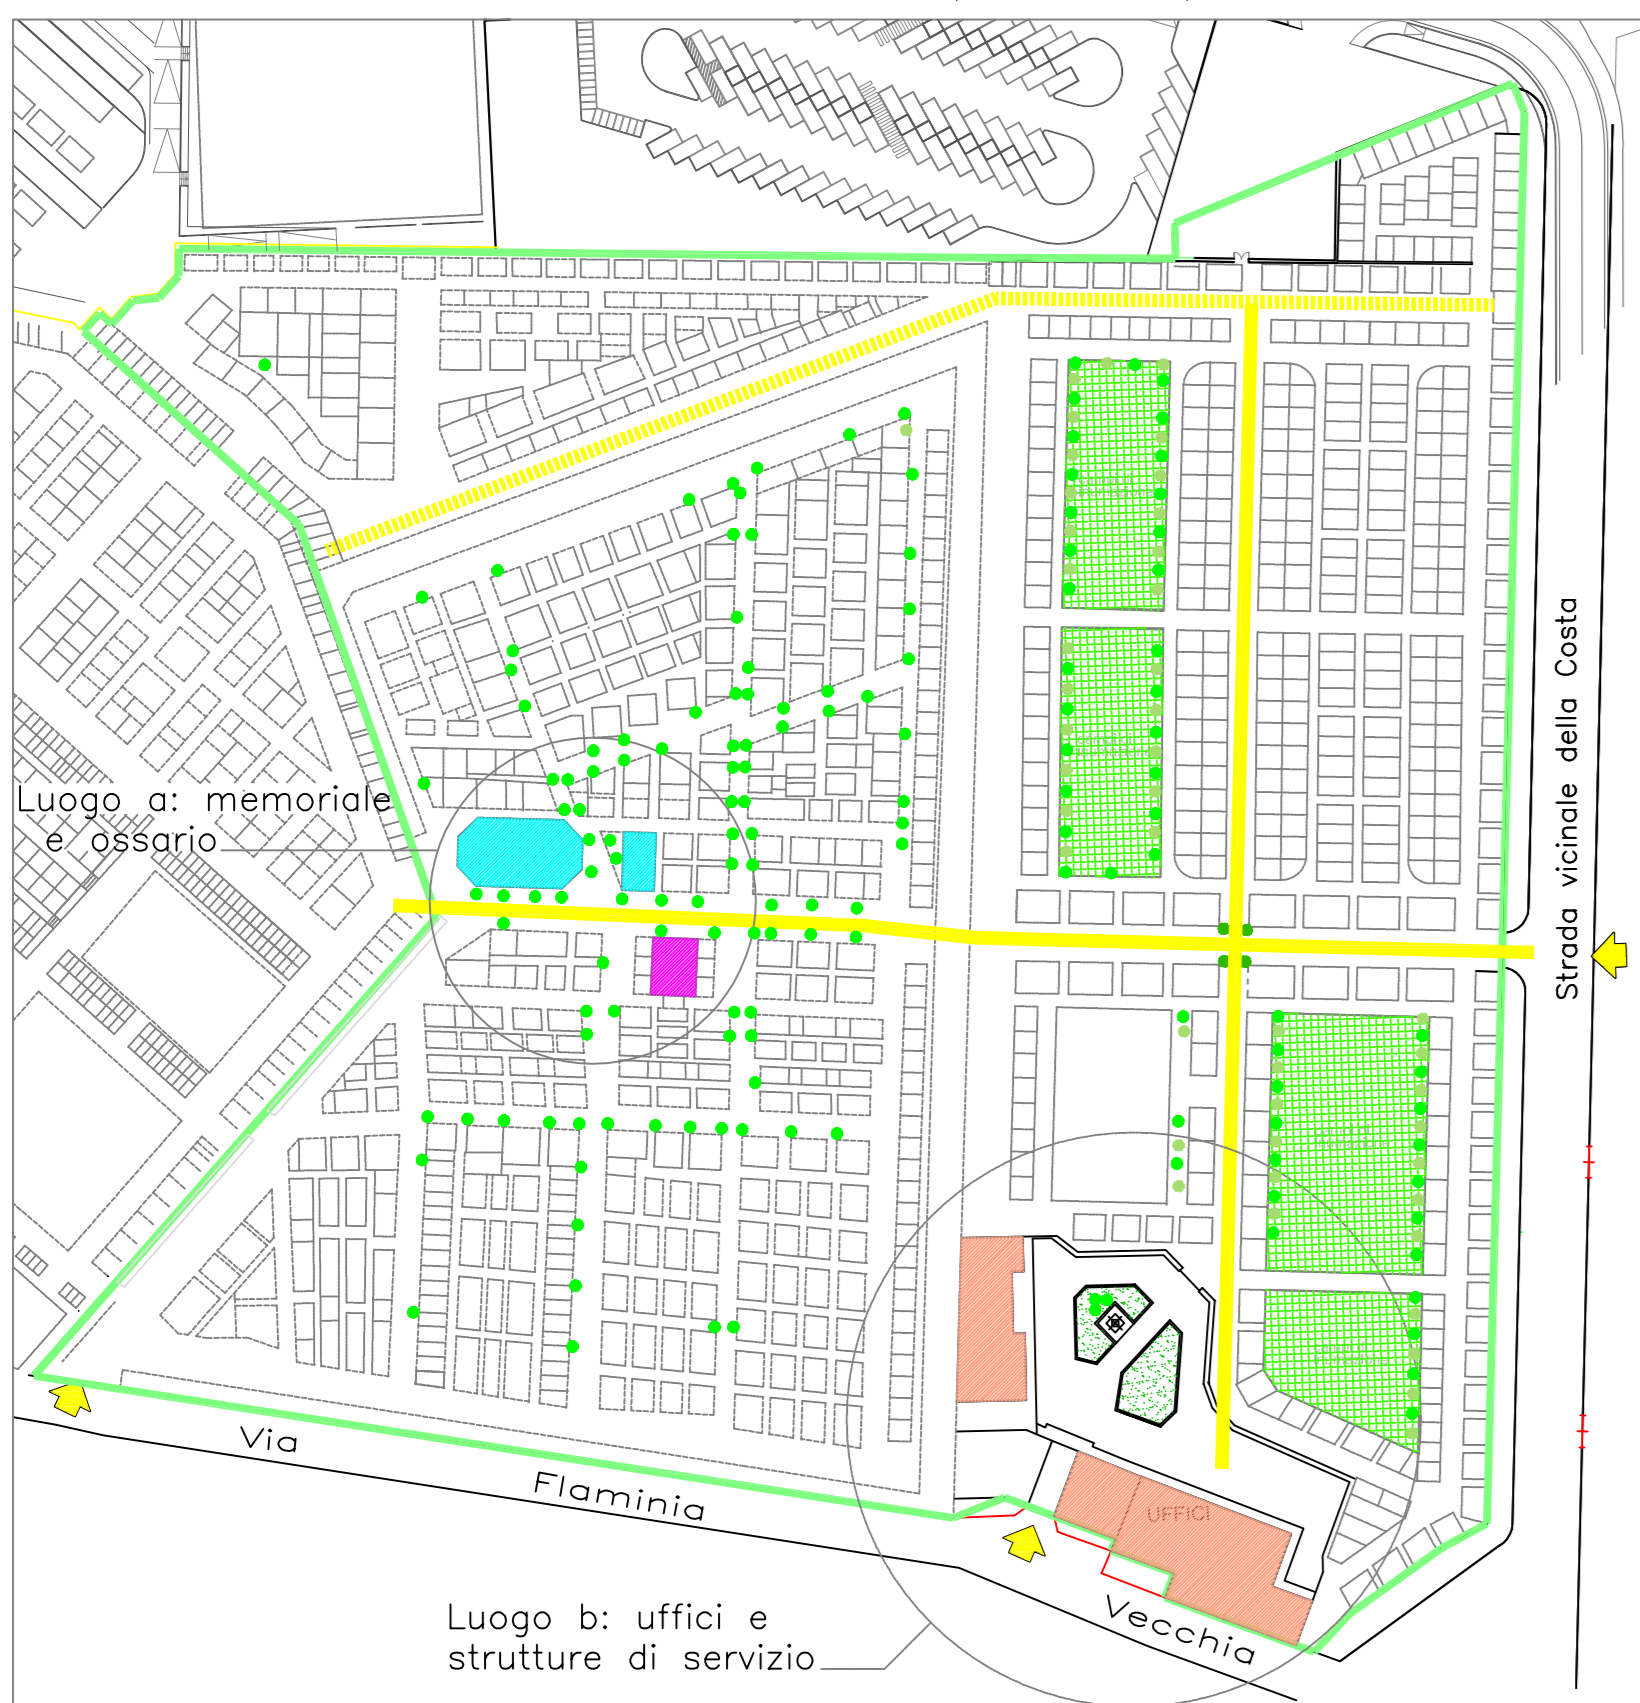 Strada vicinale della Costa
Luogo a: memoriale
e ossario
Via
Flaminia
UFFICI
Vecchia
Luogo b: uffici e
strutture di servizio